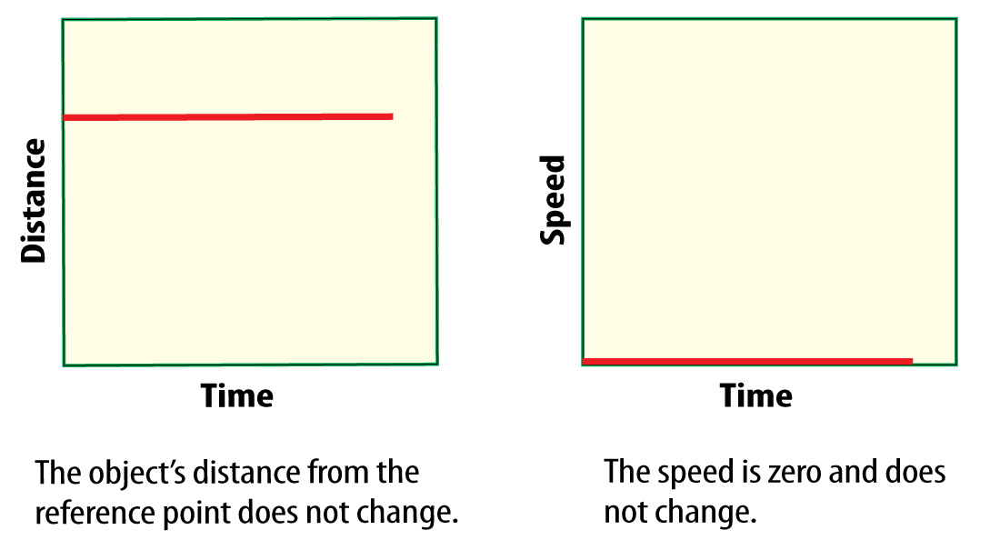 Distance
Time
The object’s distance from the
reference point does not change.
Speed
Time
The speed is zero and does
not change.